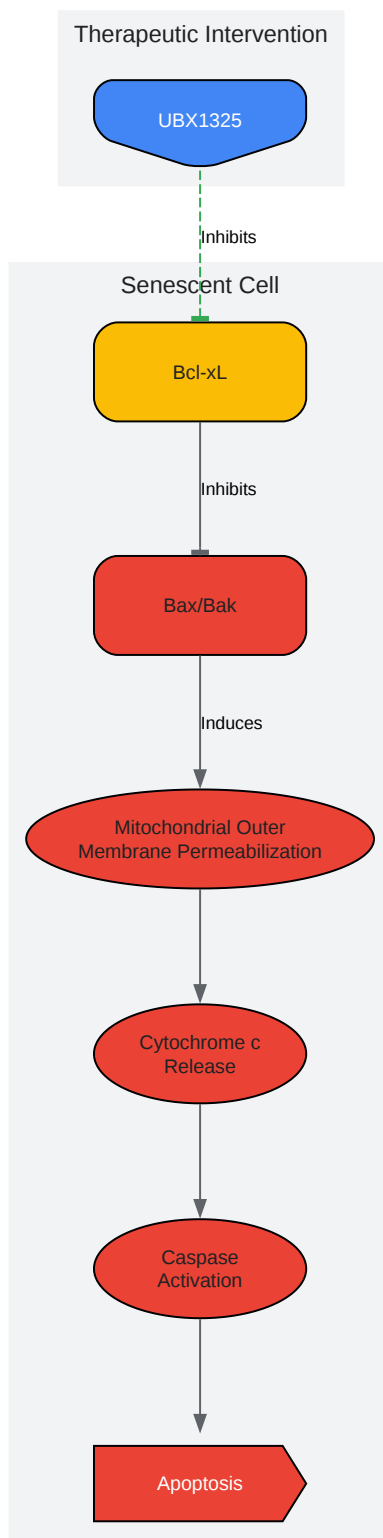 Therapeutic Intervention
UBX1325
Inhibits
Senescent Cell
Bcl-xL
Inhibits
Bax/Bak
Induces
Mitochondrial Outer
Membrane Permeabilization
Cytochrome c
Release
Caspase
Activation
Apoptosis